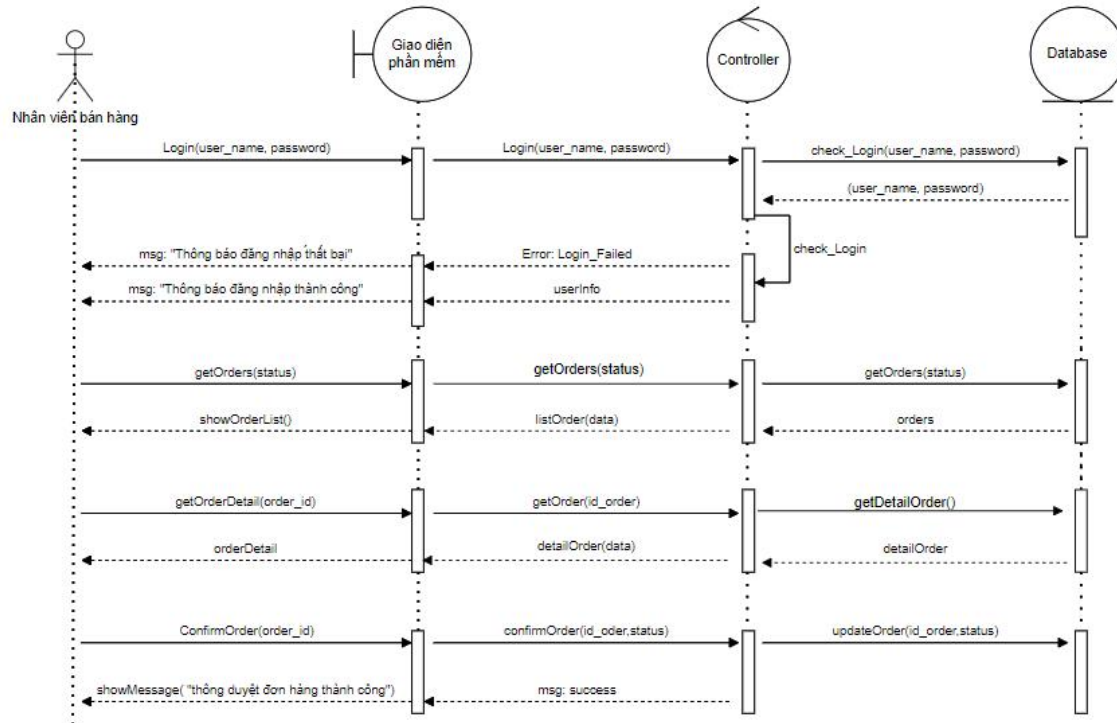 Giao diện
phần mềm
Controller
Database
Nhân viên bán hàng
Login(user_name, password)
Login(user_name, password)
check_Login(user_name, password)
(user_name, password)
check_Login
msg: "Thông báo đăng nhập thất bại"
Error: Login_Failed
msg: "Thông báo đăng nhập thành công"
userInfo
getOrders(status)
getOrders(status)
getOrders(status)
showOrderList()
listOrder(data)
orders
getOrderDetail(order_id)
getOrder(id_order)
getDetailOrder()
orderDetail
detailOrder(data)
detailOrder
ConfirmOrder(order_id)
confirmOrder(id_oder,status)
updateOrder(id_order,status)
showMessage( "thông duyệt đơn hàng thành công")
msg: success